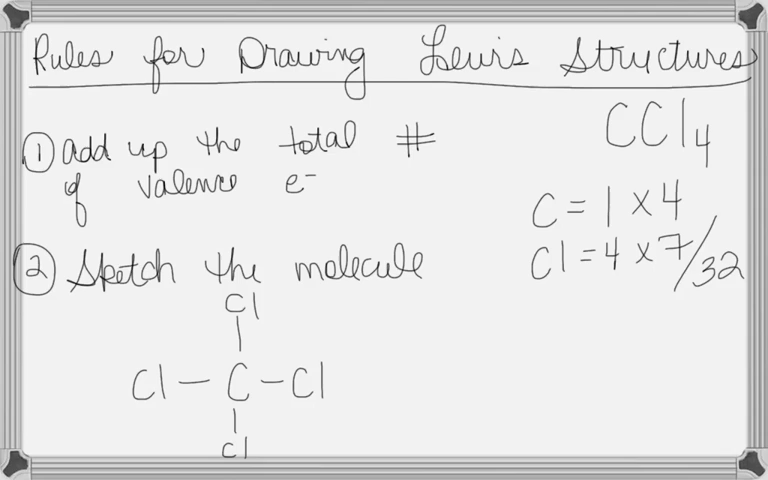 Rules for Drawing Lewis Structures
① add up the total #
of valence e⁻
CCl₄
C = 1 x 4
Cl = 4 x 7/32
② Sketch the molecule
Cl
Cl — C — Cl
Cl